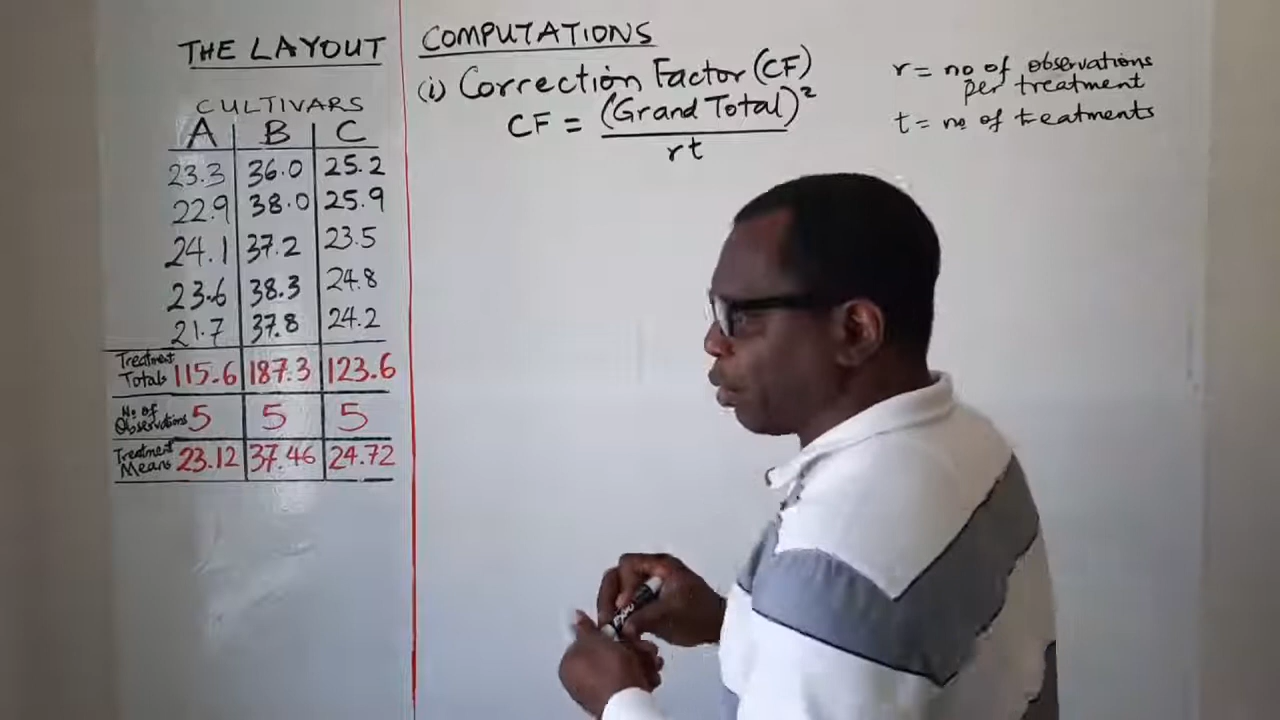 THE LAYOUT
CULTIVARS
A B C
23.3 36.0 25.2
22.9 38.0 25.9
24.1 37.2 23.5
23.6 38.3 24.8
21.7 37.8 24.2
Treatment
Totals 115.6 187.3 123.6
No of
Observations 5 5 5
Treatment
Means 23.12 37.46 24.72
COMPUTATIONS
(i) Correction Factor (CF)
CF = (Grand Total)²
rt
r = no of observations
per treatment
t = no of treatments